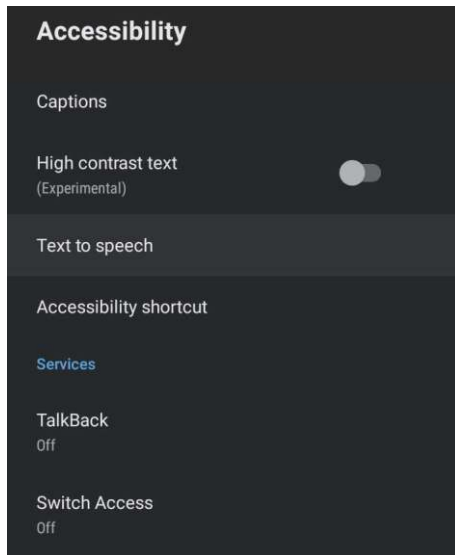 Accessibility
Captions
High contrast text
(Experimental)
Text to speech
Accessibility shortcut
Services
TalkBack
Off
Switch Access
Off